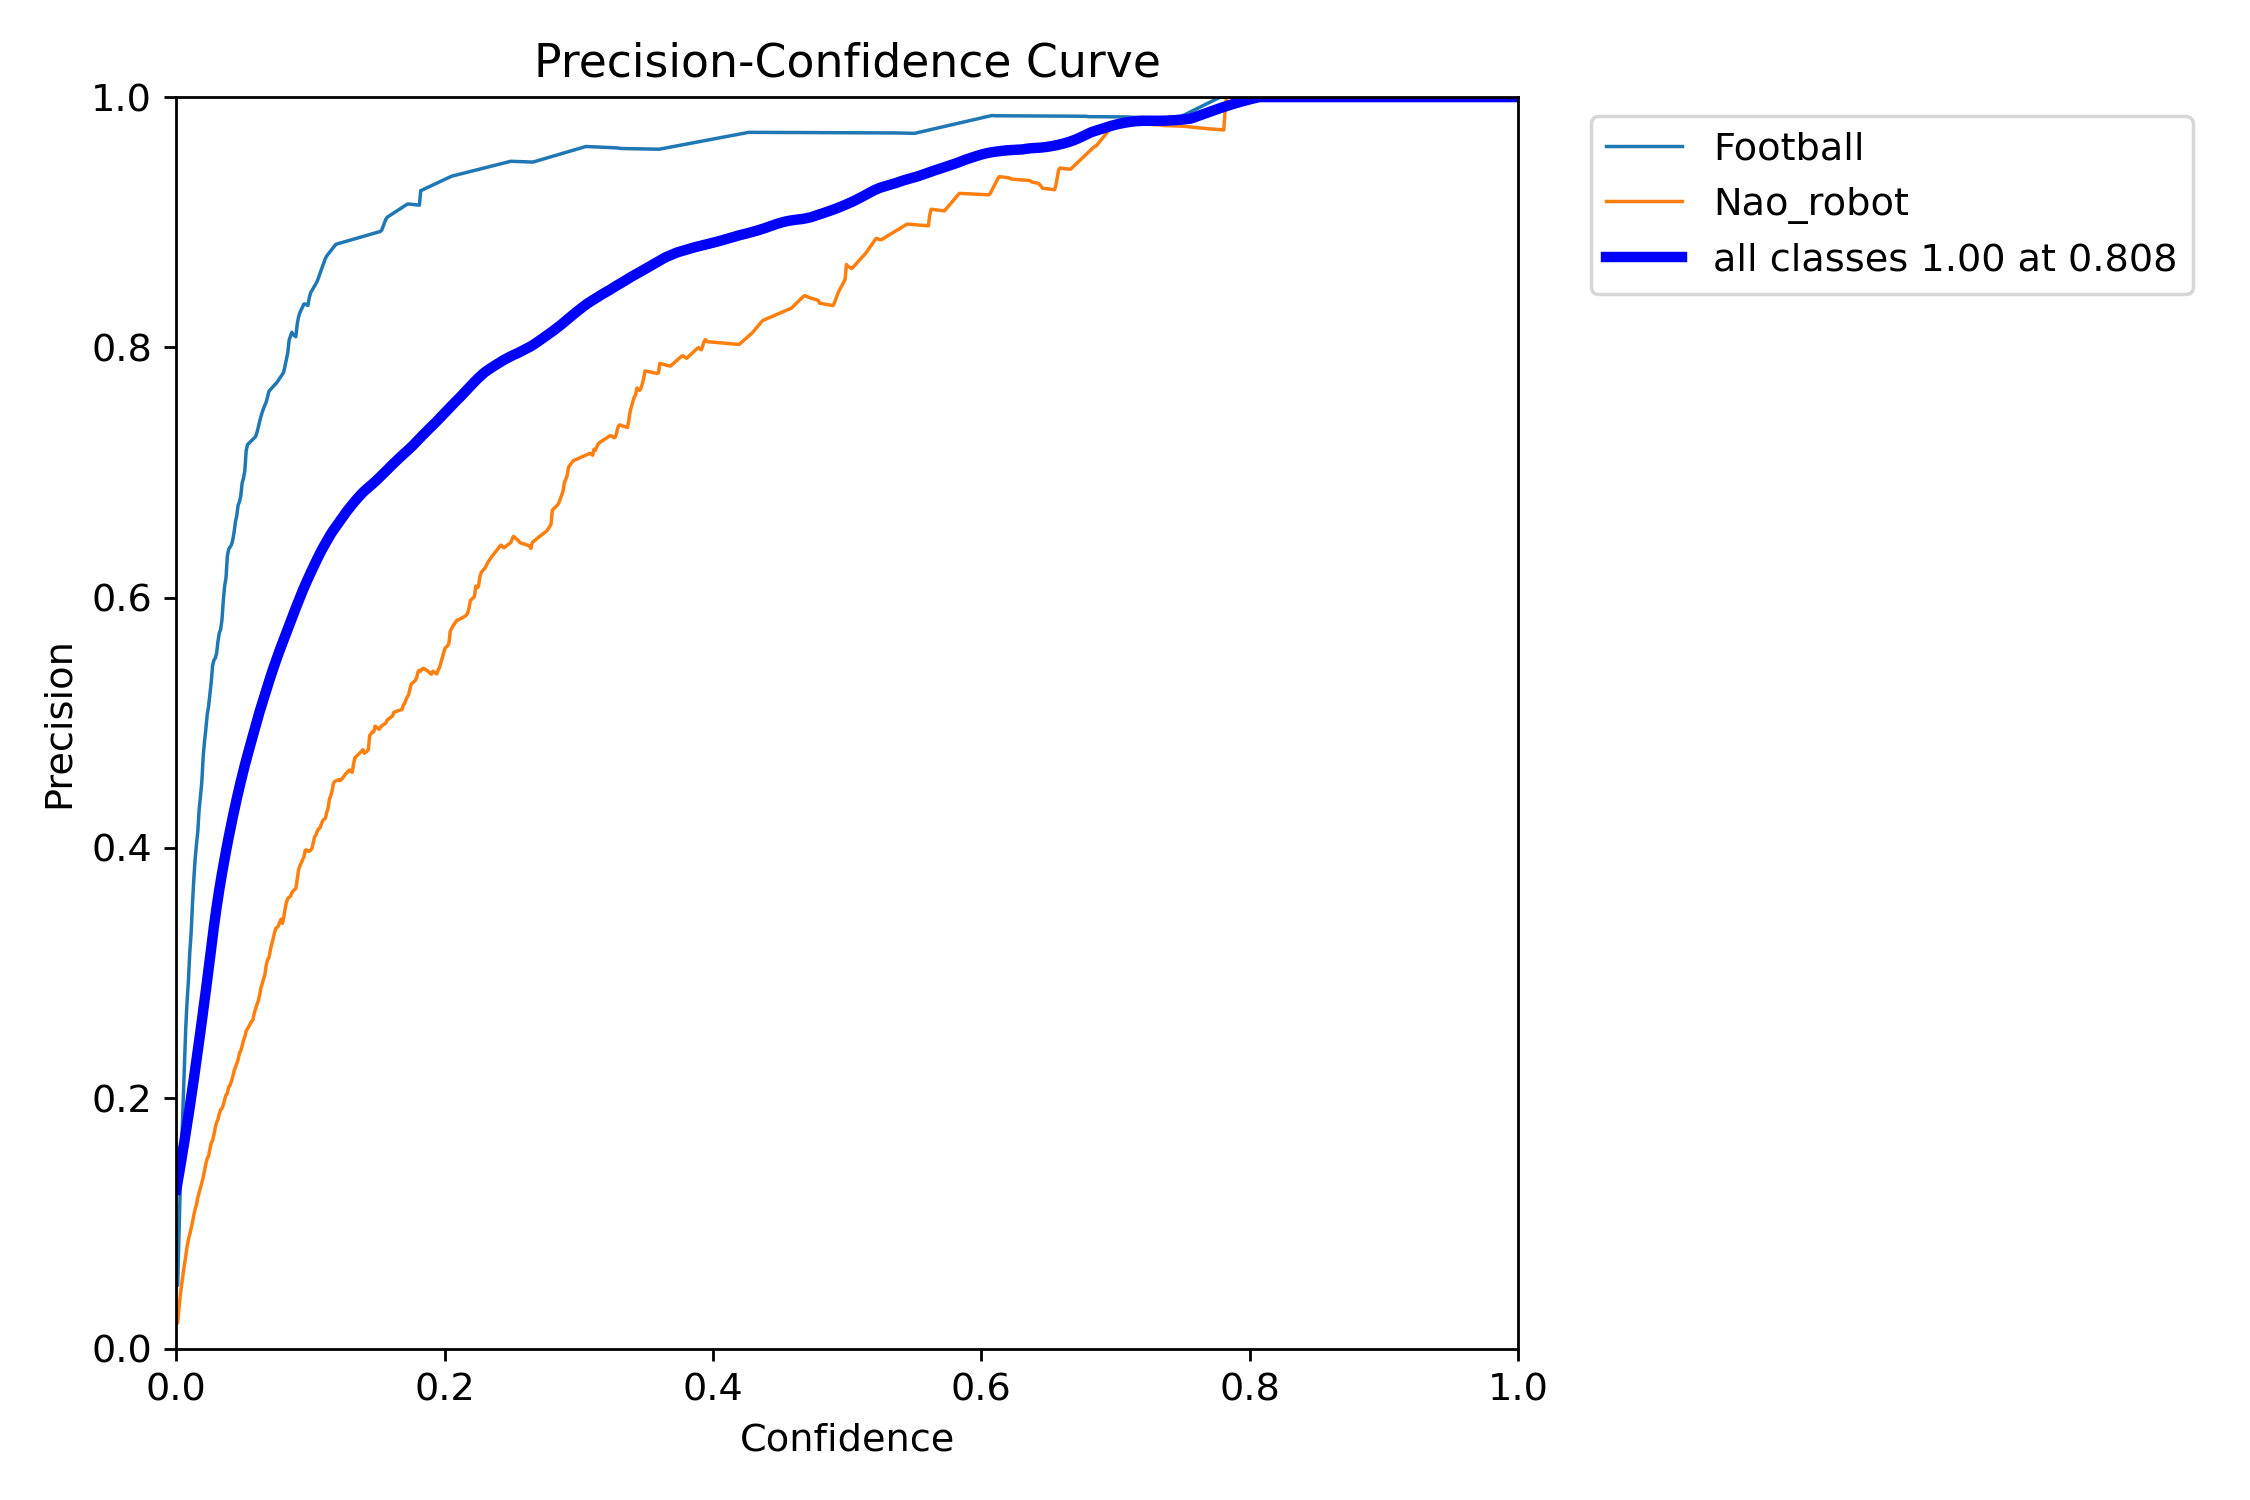 Precision-Confidence Curve
1.0
0.8
0.6
0.4
0.2
0.0
Precision
0.0 0.2 0.4 0.6 0.8 1.0
Confidence
Football
Nao_robot
all classes 1.00 at 0.808